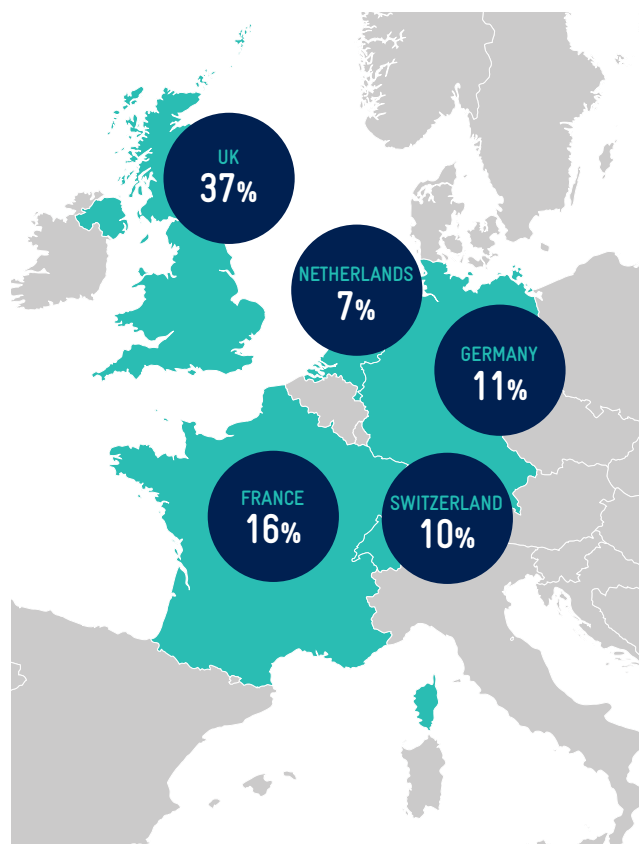 UK
37%
NETHERLANDS
7%
GERMANY
11%
FRANCE
16%
SWITZERLAND
10%